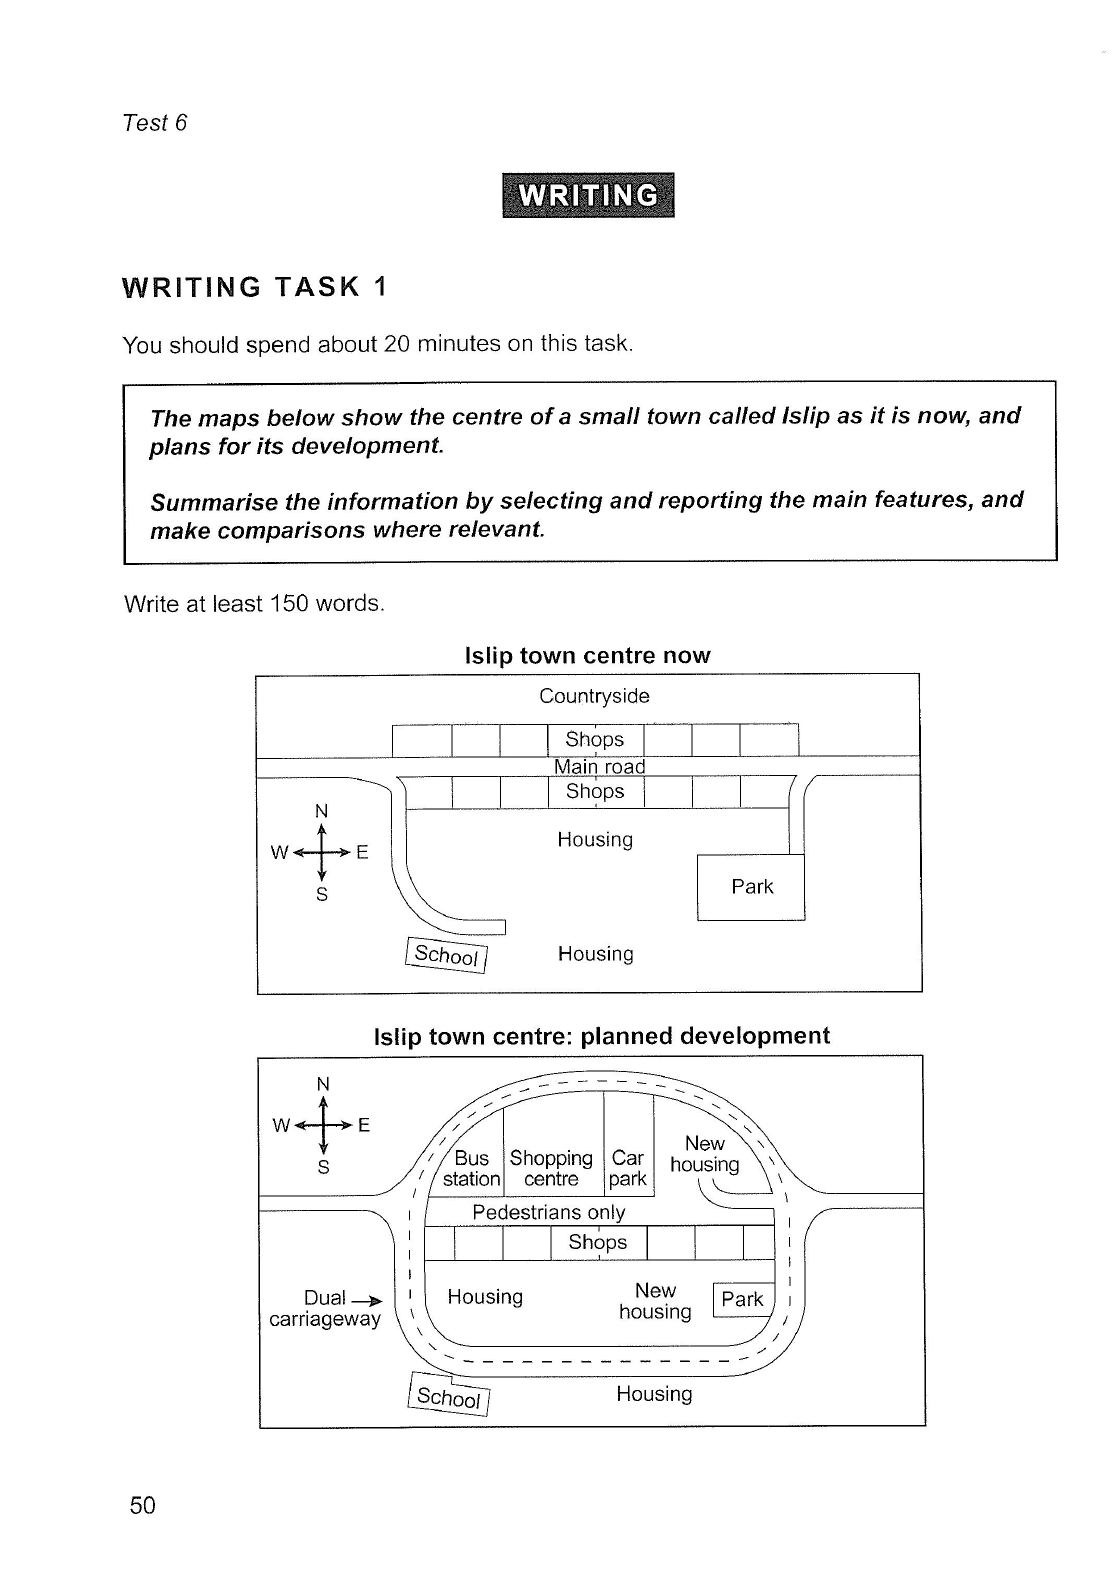 Test 6
WRITING
WRITING TASK 1
You should spend about 20 minutes on this task.
The maps below show the centre of a small town called Islip as it is now, and
plans for its development.
Summarise the information by selecting and reporting the main features, and
make comparisons where relevant.
Write at least 150 words.
Islip town centre now
Countryside
Shops
Main road
Shops
N
W E
S
Housing
Park
School
Housing
Islip town centre: planned development
N
W E
S
Bus
station
Shopping
centre
Car
park
New
housing
Pedestrians only
Shops
Dual
carriageway
Housing
New
housing
Park
School
Housing
50